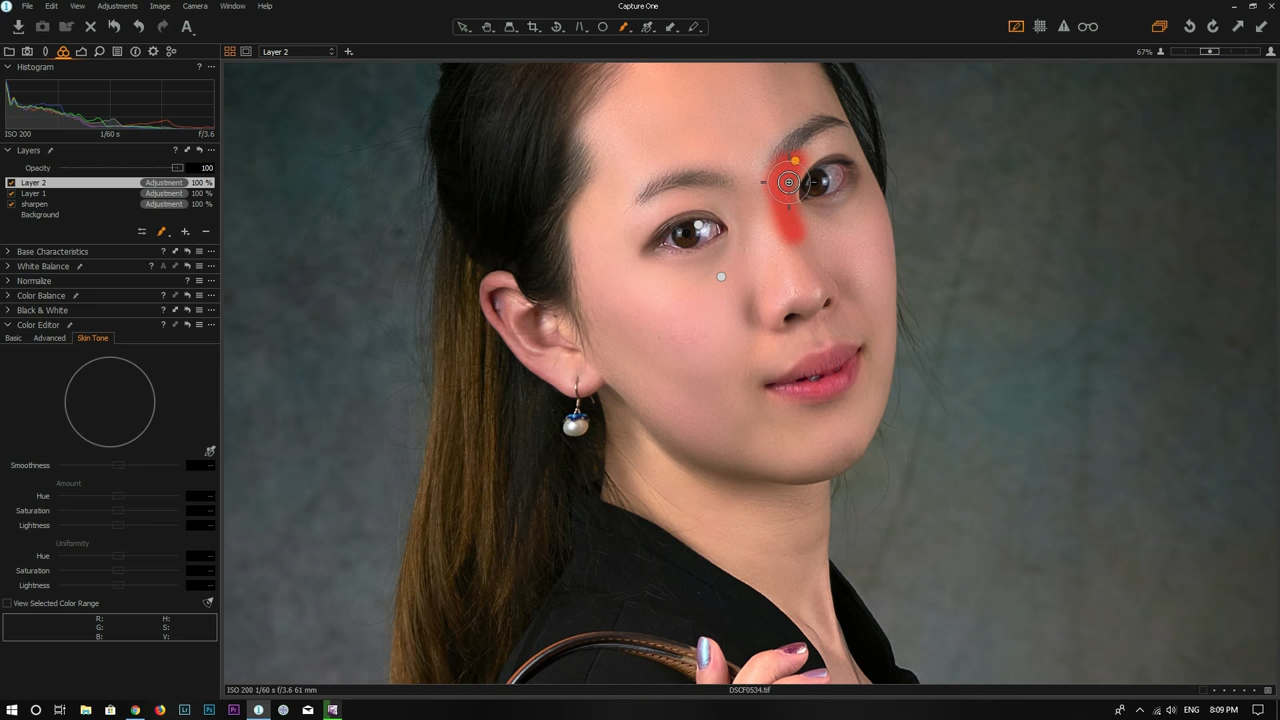 File Edit View Adjustments Image Camera Window Help
Capture One
A
Layer 2
67%
Histogram ?
ISO 200 1/60 s f/3.6
Layers ?
Opacity 100
Layer 2 Adjustment 100 %
Layer 1 Adjustment 100 %
sharpen Adjustment 100 %
Background
Base Characteristics ?
White Balance ? A
Normalize ?
Color Balance ?
Black & White ?
Color Editor ?
Basic Advanced Skin Tone
Smoothness --
Amount
Hue --
Saturation --
Lightness --
Uniformity
Hue --
Saturation --
Lightness --
View Selected Color Range
R: H:
G: S:
B: V:
ISO 200 1/60 s f/3.6 61 mm
DSCF0534.tif
Lr Ps Pr
ENG 8:09 PM